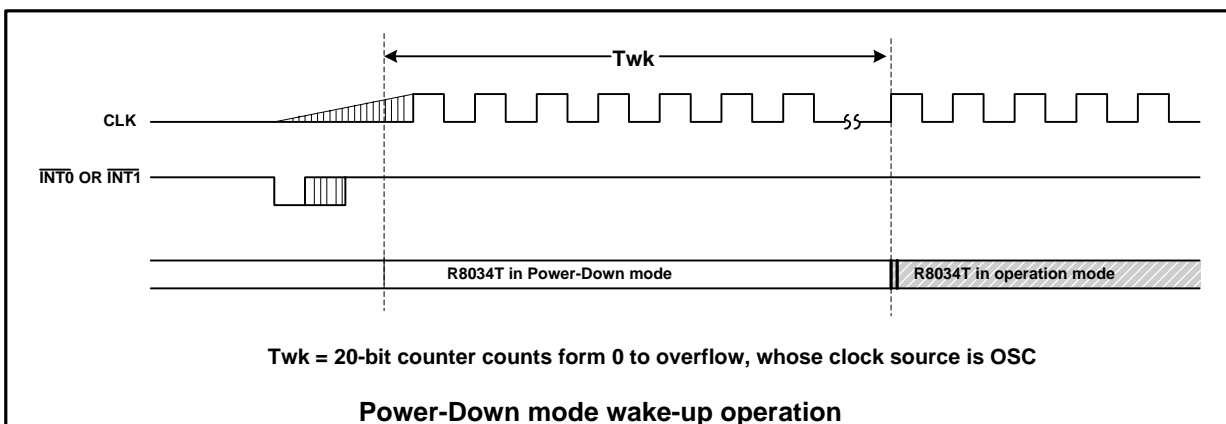 Twk
CLK
INT0 OR INT1
R8034T in Power-Down mode
R8034T in operation mode
Twk = 20-bit counter counts form 0 to overflow, whose clock source is OSC
Power-Down mode wake-up operation